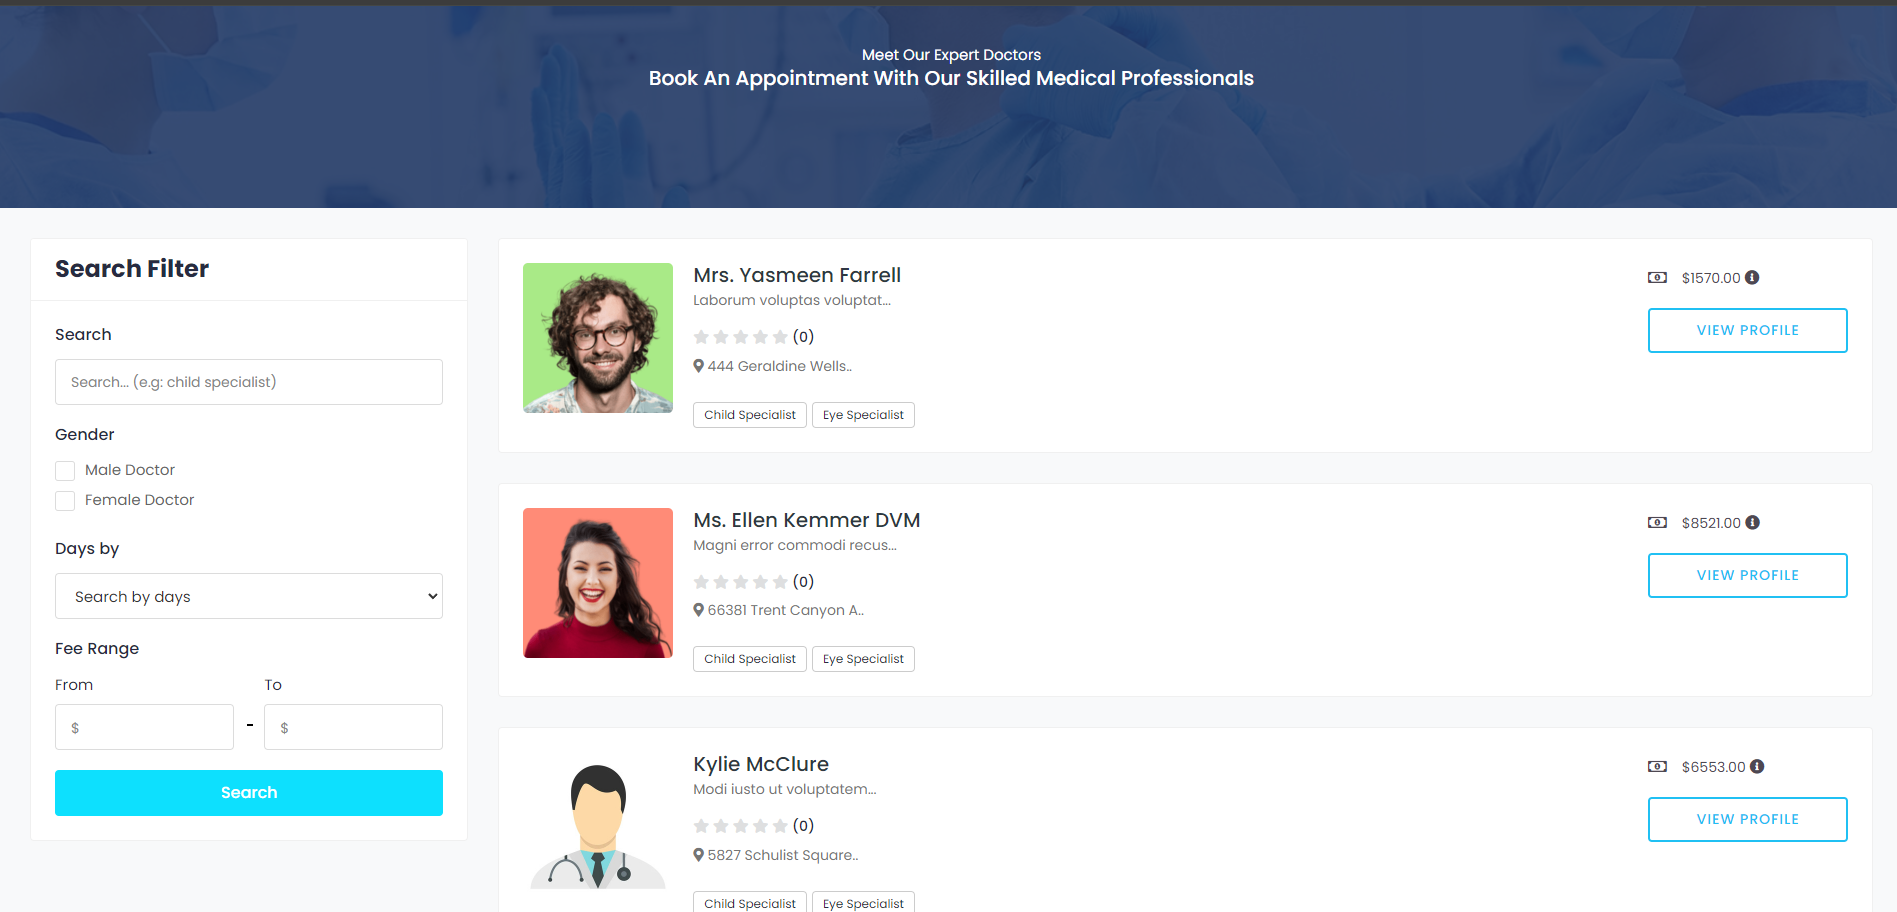 Meet Our Expert Doctors
Book An Appointment With Our Skilled Medical Professionals
Search Filter
Search
Search... (e.g: child specialist)
Gender
Male Doctor
Female Doctor
Days by
Search by days
Fee Range
From To
$ - $
Search
Mrs. Yasmeen Farrell
Laborum voluptas voluptat...
(0)
444 Geraldine Wells..
Child Specialist Eye Specialist
$1570.00
VIEW PROFILE
Ms. Ellen Kemmer DVM
Magni error commodi recus...
(0)
66381 Trent Canyon A..
Child Specialist Eye Specialist
$8521.00
VIEW PROFILE
Kylie McClure
Modi iusto ut voluptatem...
(0)
5827 Schulist Square..
Child Specialist Eye Specialist
$6553.00
VIEW PROFILE